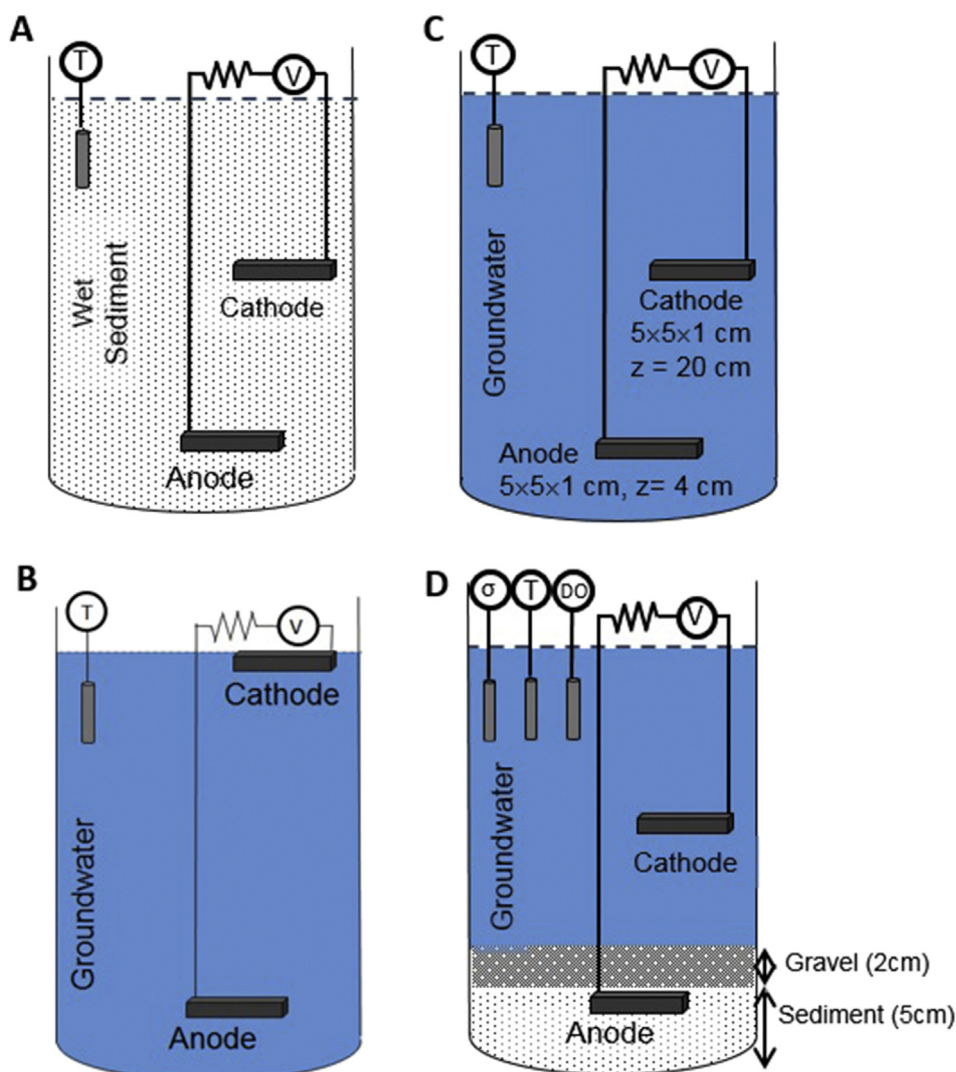 A
T
V
Wet
Sediment
Cathode
Anode
C
T
V
Groundwater
Cathode
5×5×1 cm
z = 20 cm
Anode
5×5×1 cm, z= 4 cm
B
T
V
Cathode
Groundwater
Anode
D
σ
T
DO
V
Groundwater
Cathode
Gravel (2cm)
Anode
Sediment (5cm)